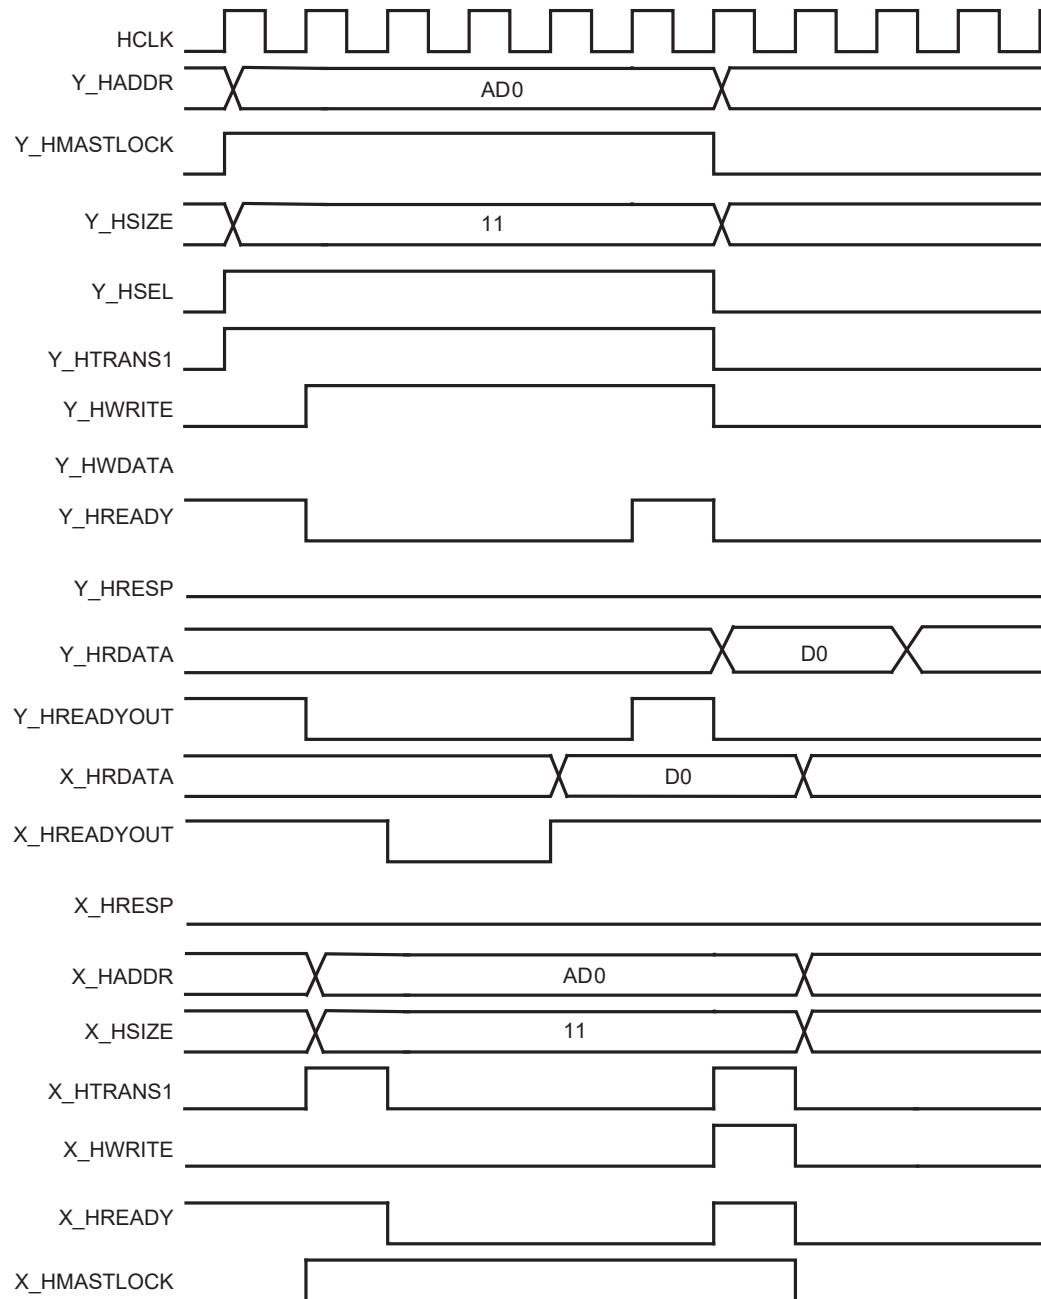 HCLK
Y_HADDR AD0
Y_HMASTLOCK
Y_HSIZE 11
Y_HSEL
Y_HTRANS1
Y_HWRITE
Y_HWDATA
Y_HREADY
Y_HRESP
Y_HRDATA D0
Y_HREADYOUT
X_HRDATA D0
X_HREADYOUT
X_HRESP
X_HADDR AD0
X_HSIZE 11
X_HTRANS1
X_HWRITE
X_HREADY
X_HMASTLOCK